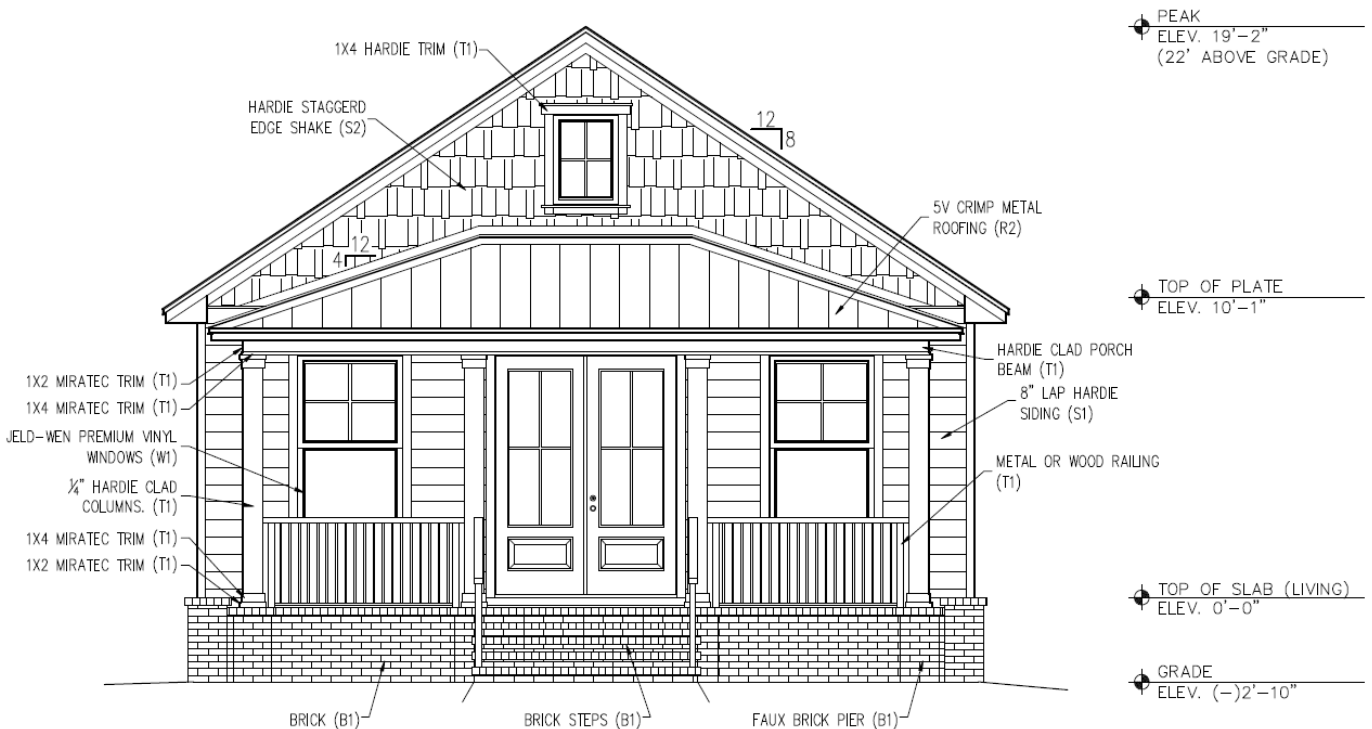 PEAK
ELEV. 19'-2"
(22' ABOVE GRADE)
1X4 HARDIE TRIM (T1)
HARDIE STAGGERD
EDGE SHAKE (S2)
12
8
5V CRIMP METAL
ROOFING (R2)
12
4
TOP OF PLATE
ELEV. 10'-1"
HARDIE CLAD PORCH
BEAM (T1)
1X2 MIRATEC TRIM (T1)
1X4 MIRATEC TRIM (T1)
8" LAP HARDIE
SIDING (S1)
JELD-WEN PREMIUM VINYL
WINDOWS (W1)
METAL OR WOOD RAILING
(T1)
¼" HARDIE CLAD
COLUMNS. (T1)
1X4 MIRATEC TRIM (T1)
1X2 MIRATEC TRIM (T1)
TOP OF SLAB (LIVING)
ELEV. 0'-0"
GRADE
ELEV. (-)2'-10"
BRICK (B1)
BRICK STEPS (B1)
FAUX BRICK PIER (B1)